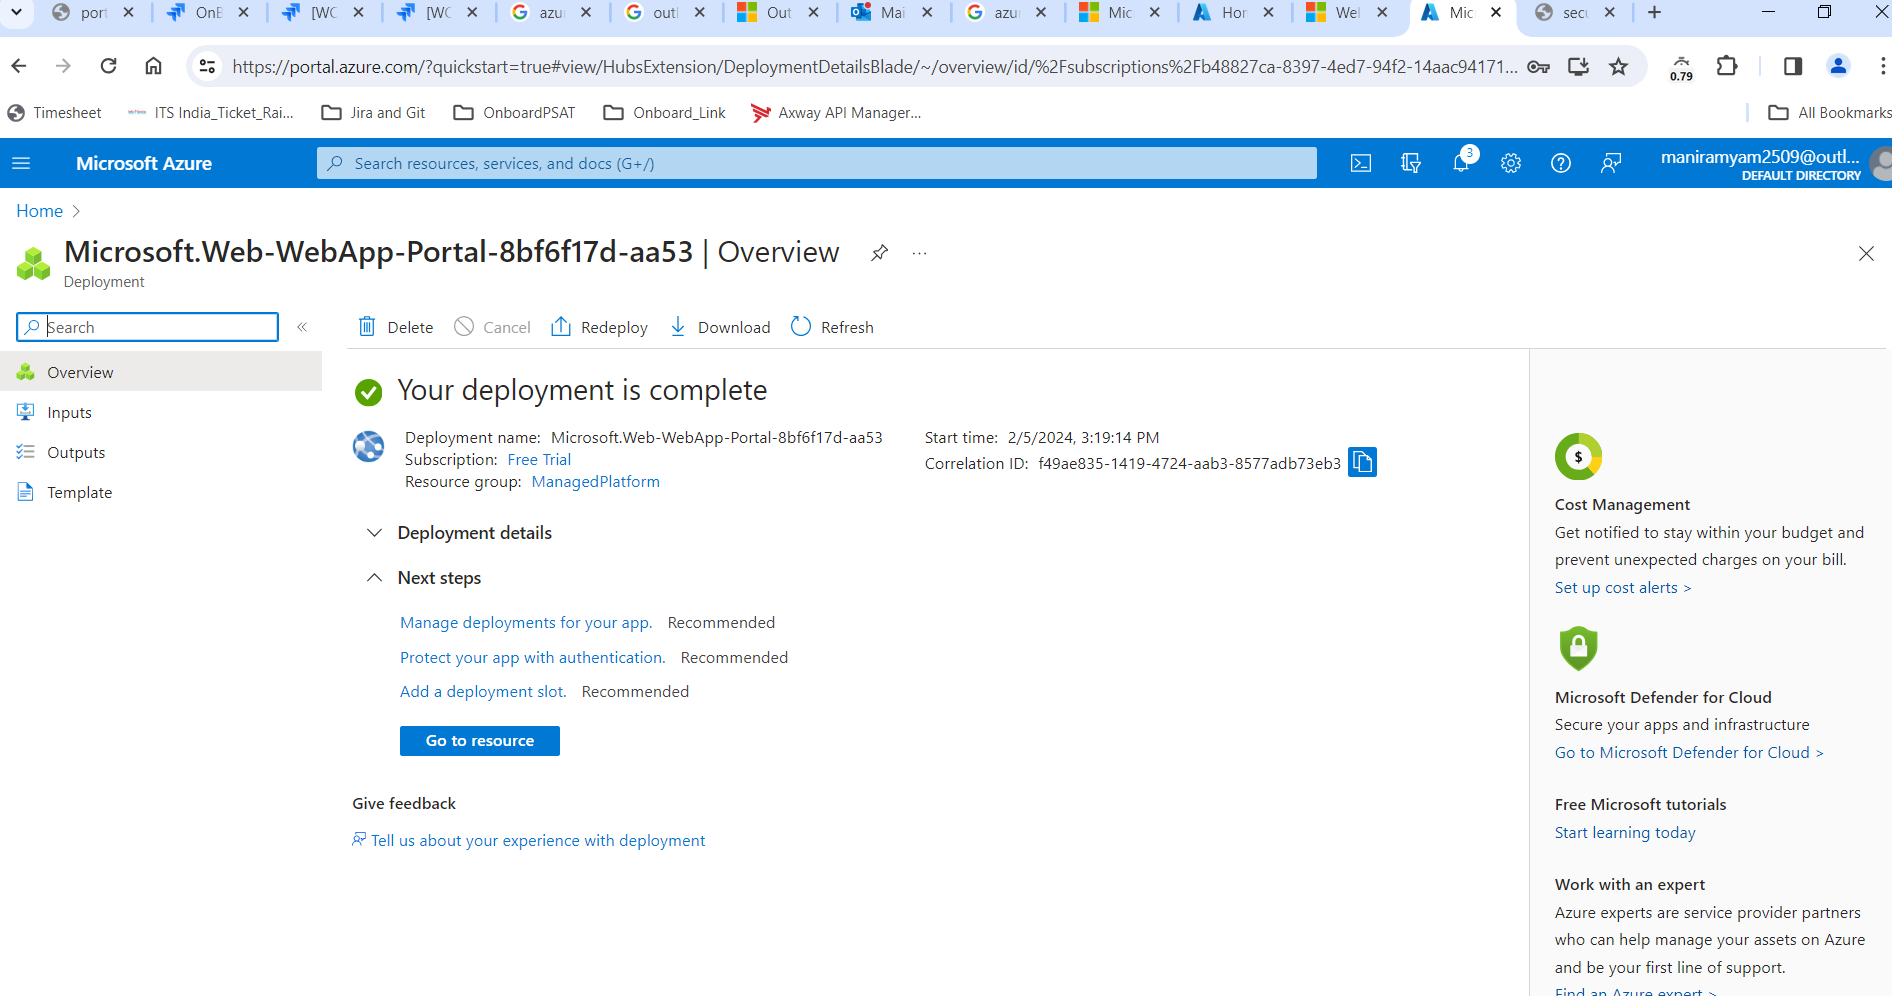 port
OnE
[WC
[WC
azu
outl
Out
Mai
azu
Mic
Hor
Wel
Mic
sec
https://portal.azure.com/?quickstart=true#view/HubsExtension/DeploymentDetailsBlade/~/overview/id/%2Fsubscriptions%2Fb48827ca-8397-4ed7-94f2-14aac94171...
0.79
Timesheet
ITS India_Ticket_Rai...
Jira and Git
OnboardPSAT
Onboard_Link
Axway API Manager...
All Bookmarks
Microsoft Azure
Search resources, services, and docs (G+/)
3
maniramyam2509@outl...
DEFAULT DIRECTORY
Home >
Microsoft.Web-WebApp-Portal-8bf6f17d-aa53 | Overview ...
Deployment
Search
«
Delete
Cancel
Redeploy
Download
Refresh
Overview
Inputs
Outputs
Template
Your deployment is complete
Deployment name: Microsoft.Web-WebApp-Portal-8bf6f17d-aa53
Subscription: Free Trial
Resource group: ManagedPlatform
Start time: 2/5/2024, 3:19:14 PM
Correlation ID: f49ae835-1419-4724-aab3-8577adb73eb3
Deployment details
Next steps
Manage deployments for your app. Recommended
Protect your app with authentication. Recommended
Add a deployment slot. Recommended
Go to resource
Give feedback
Tell us about your experience with deployment
$
Cost Management
Get notified to stay within your budget and
prevent unexpected charges on your bill.
Set up cost alerts >
Microsoft Defender for Cloud
Secure your apps and infrastructure
Go to Microsoft Defender for Cloud >
Free Microsoft tutorials
Start learning today
Work with an expert
Azure experts are service provider partners
who can help manage your assets on Azure
and be your first line of support.
Find an Azure expert >